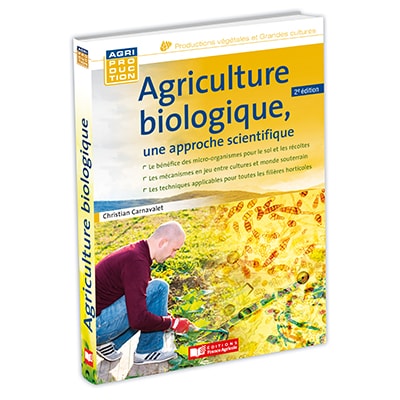 AGRI
PRO
DUC
TION
Productions végétales et Grandes cultures
Agriculture
biologique,
2e édition
une approche scientifique
• Le bénéfice des micro-organismes pour le sol et les récoltes
• Les mécanismes en jeu entre cultures et monde souterrain
• Les techniques applicables pour toutes les filières horticoles
Christian Carnavalet
Agriculture biologique
EDITIONS
France Agricole